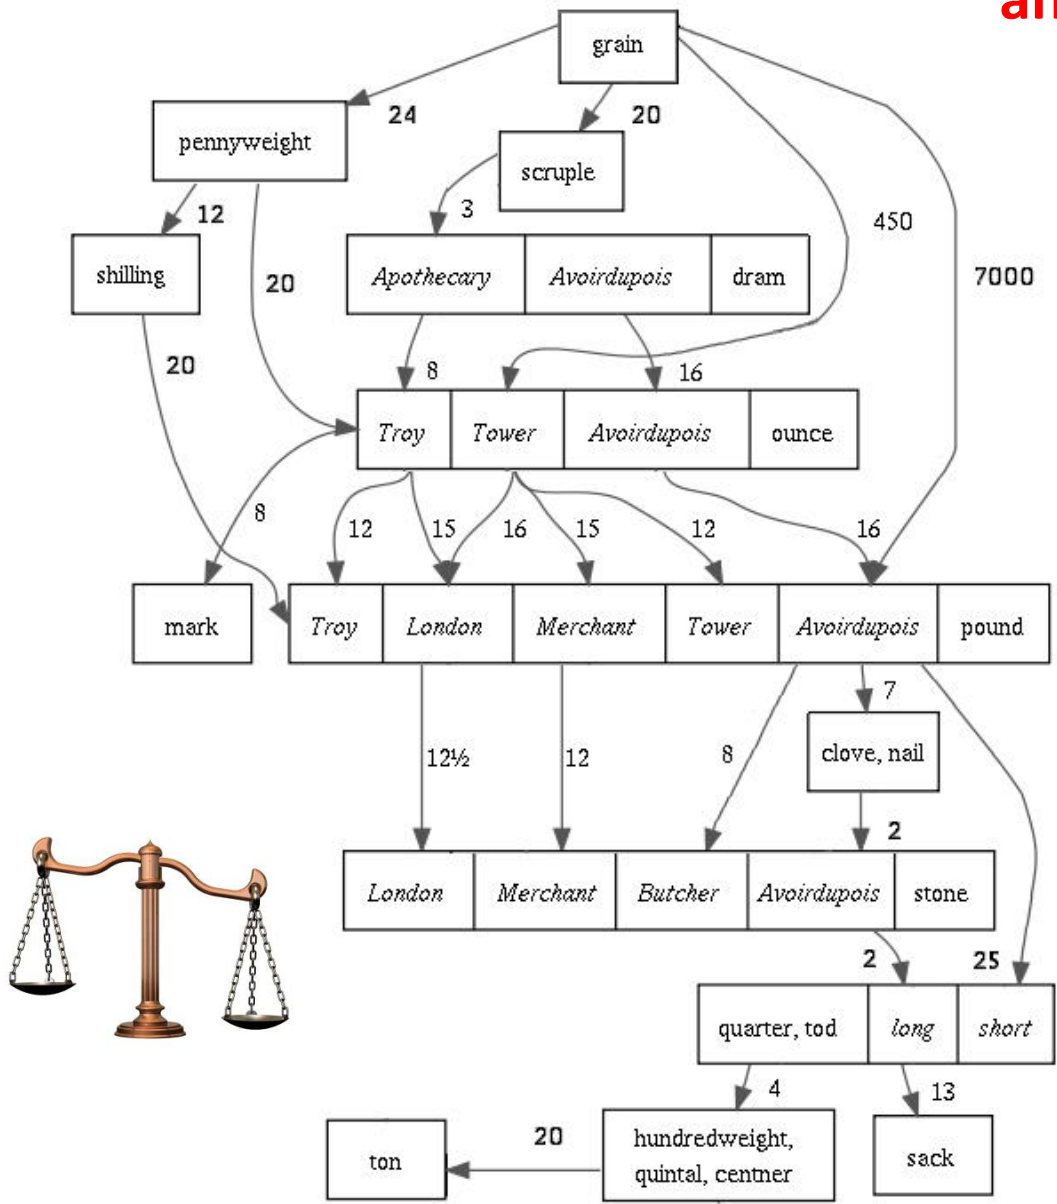 an
grain
24
20
pennyweight
scruple
12
3
450
shilling
20
Apothecary Avoirdupois dram
7000
20
8
16
Troy Tower Avoirdupois ounce
8
12
15
16
15
12
16
mark
Troy London Merchant Tower Avoirdupois pound
7
12½
12
8
clove, nail
2
London Merchant Butcher Avoirdupois stone
2
25
quarter, tod long short
4
13
20
hundredweight,
quintal, centner
ton
sack